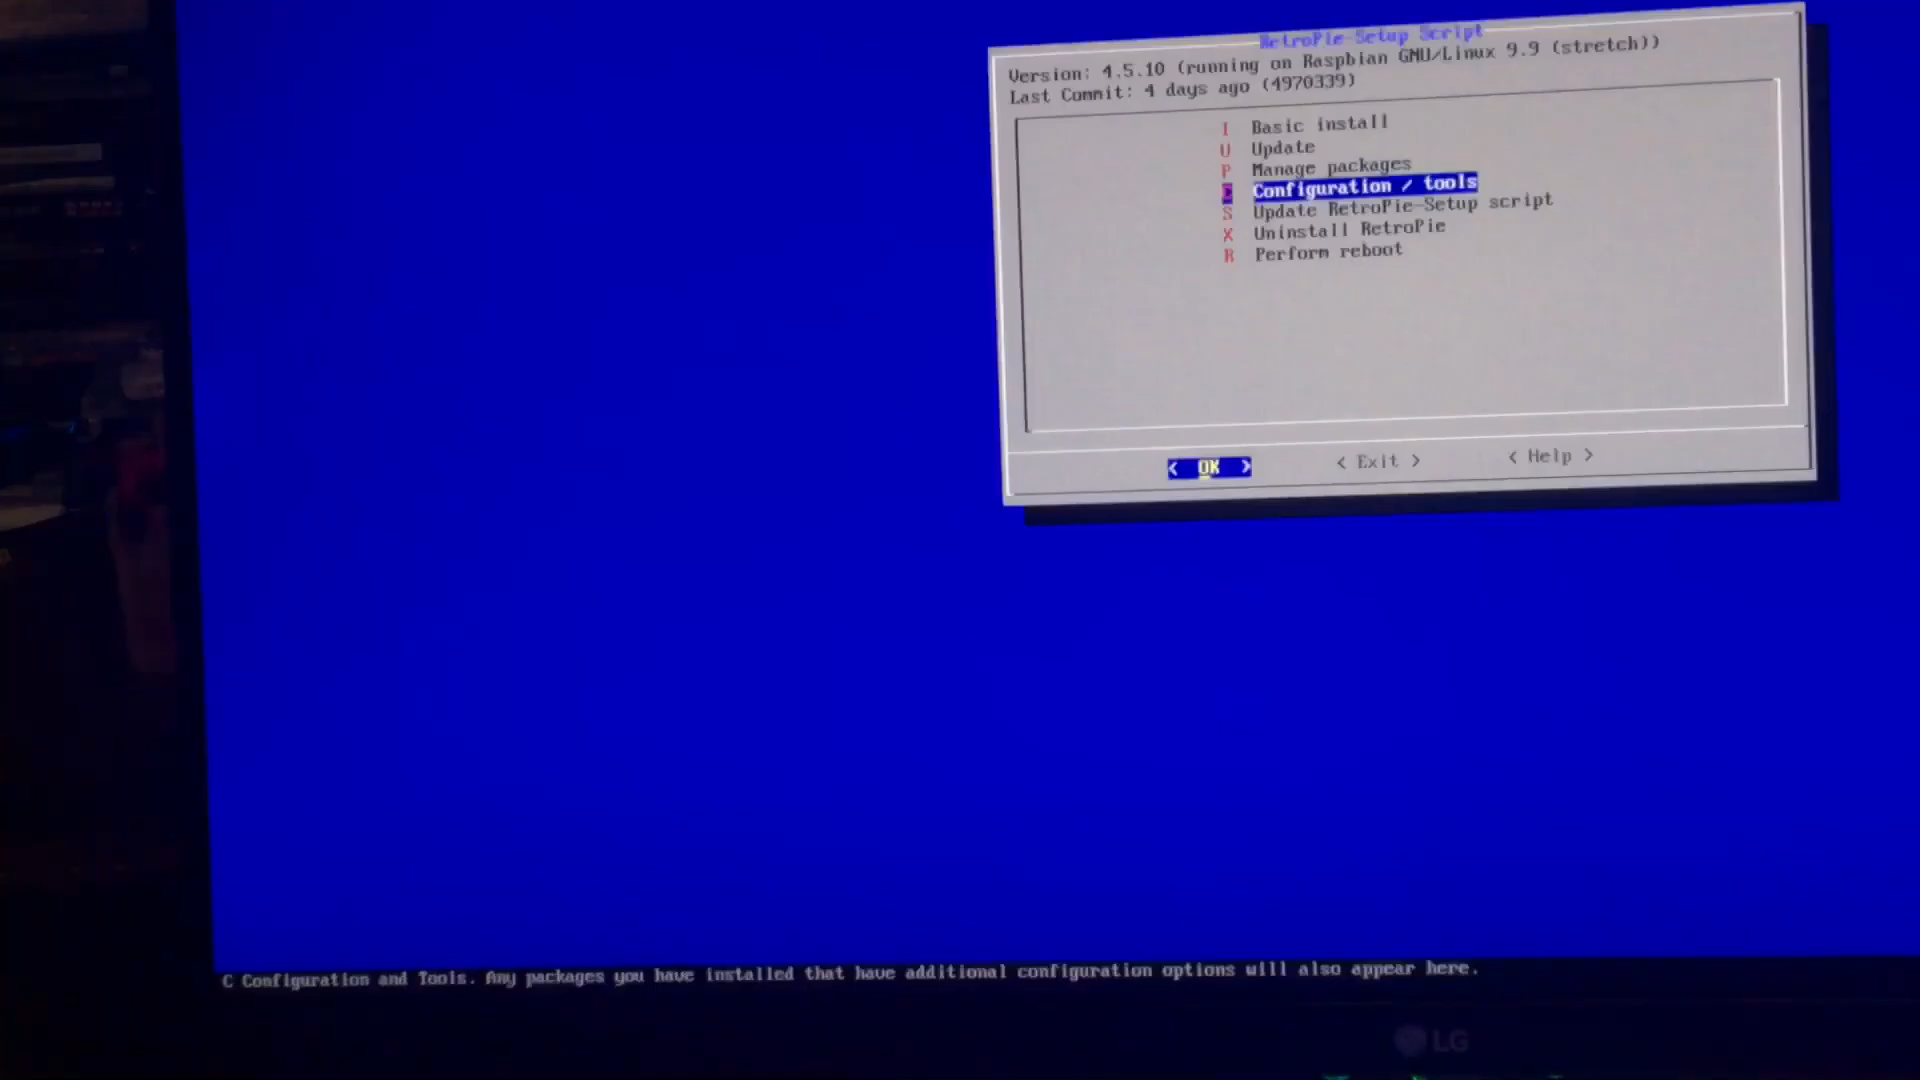 RetroPie-Setup Script
Version: 4.5.10 (running on Raspbian GNU/Linux 9.9 (stretch))
Last Commit: 4 days ago (4970339)
I Basic install
U Update
P Manage packages
C Configuration / tools
S Update RetroPie-Setup script
X Uninstall RetroPie
R Perform reboot
< OK > < Exit > < Help >
C Configuration and Tools. Any packages you have installed that have additional configuration options will also appear here.
LG